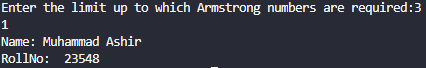 Enter the limit up to which Armstrong numbers are required:3
1
Name: Muhammad Ashir
RollNo:  23548